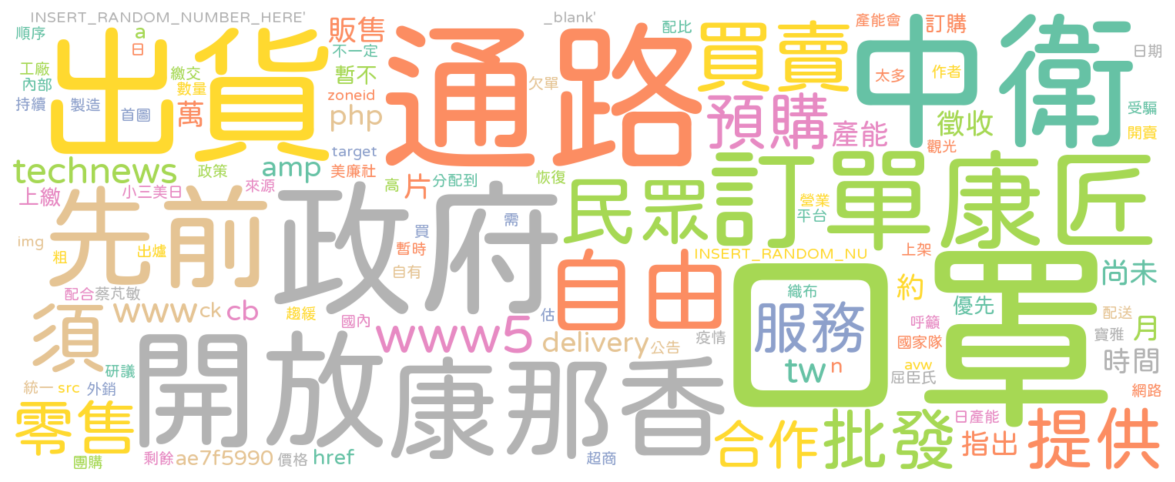 INSERT_RANDOM_NUMBER_HERE'
_blank'
順序
a
日
販售
不一定
配比
買賣
產能會
訂購
中衛
日期
出貨
通路
工廠
內部
繳交
數量
暫不
欠單
太多
作者
持續
製造
首圖
萬
zoneid
php
預購
產能
徵收
受騙
開賣
觀光
technews
政策
amp
target
美廉社
上繳
小三美日
來源
高
片
分配到
恢復
民眾
訂單
康匠
營業
平台
先前
政府
需
買
img
粗
出爐
暫時
自有
自由
INSERT_RANDOM_NU
上架
口罩
尚未
配合
蔡芃敏
www
ck
cb
趨緩
國內
www5
估
織布
服務
約
優先
配送
呼籲
寶雅
月
須
開放
康那香
delivery
公告
疫情
tw
n
國家隊
avw
屈臣氏
時間
研議
統一
src
外銷
網路
零售
團購
剩餘
ae7f5990
價格
href
超商
合作
批發
日產能
指出
提供